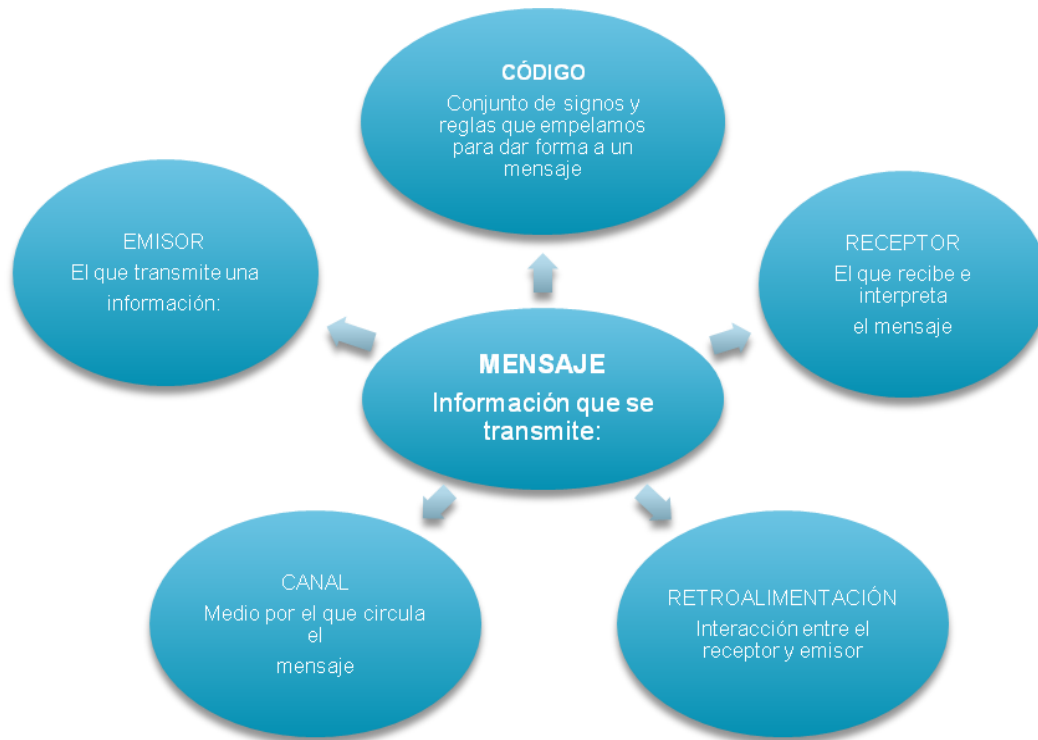 CÓDIGO
Conjunto de signos y
reglas que empelamos
para dar forma a un
mensaje
EMISOR
El que transmite una
información:
RECEPTOR
El que recibe e
interpreta
el mensaje
MENSAJE
Información que se
transmite:
CANAL
Medio por el que circula
el
mensaje
RETROALIMENTACIÓN
Interacción entre el
receptor y emisor